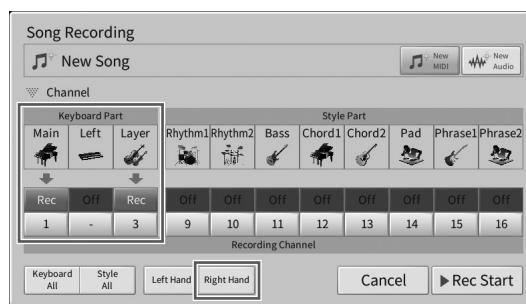 Song Recording
New Song
New MIDI
New Audio
Channel
Keyboard Part Style Part
Main Left Layer Rhythm1 Rhythm2 Bass Chord1 Chord2 Pad Phrase1 Phrase2
Rec Off Rec Off Off Off Off Off Off Off Off
1 - 3 9 10 11 12 13 14 15 16
Recording Channel
Keyboard All Style All Left Hand Right Hand Cancel Rec Start